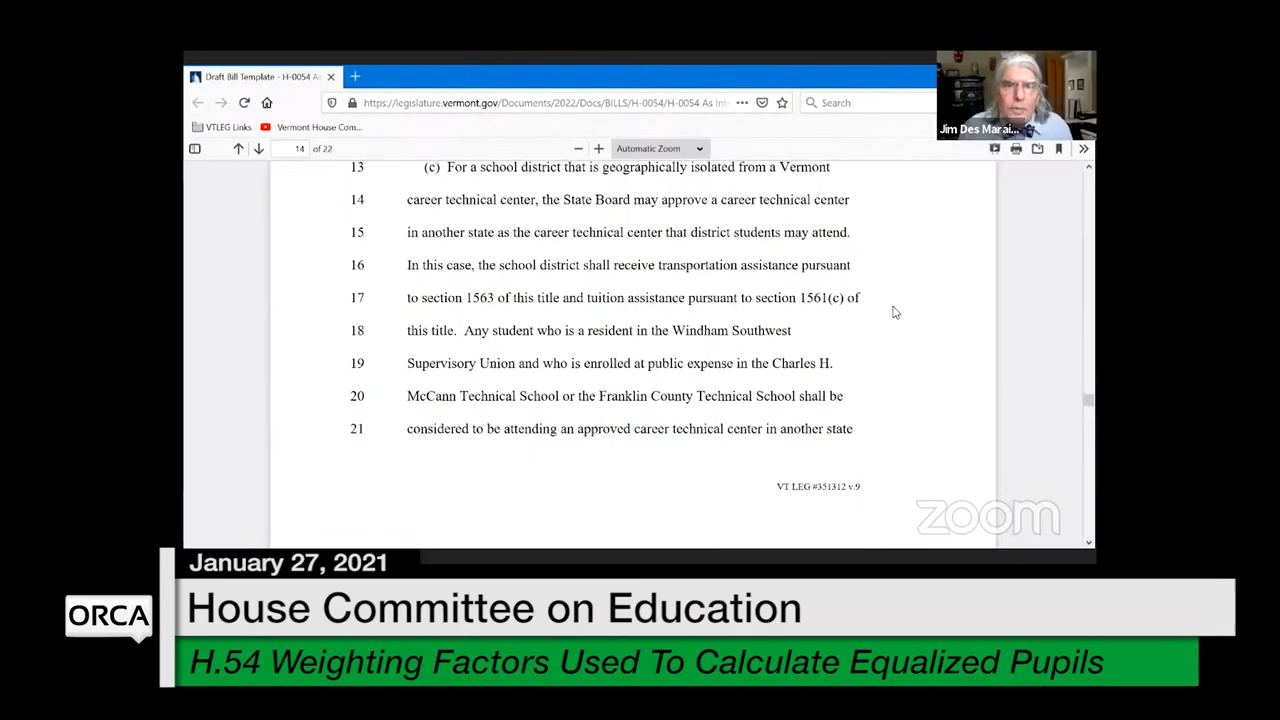 Draft Bill Template - H-0054 As
https://legislature.vermont.gov/Documents/2022/Docs/BILLS/H-0054/H-0054 As Int
Search
VTLEG Links
Vermont House Com...
14 of 22
Automatic Zoom
Jim Des Marai...
13 (c) For a school district that is geographically isolated from a Vermont
14 career technical center, the State Board may approve a career technical center
15 in another state as the career technical center that district students may attend.
16 In this case, the school district shall receive transportation assistance pursuant
17 to section 1563 of this title and tuition assistance pursuant to section 1561(c) of
18 this title. Any student who is a resident in the Windham Southwest
19 Supervisory Union and who is enrolled at public expense in the Charles H.
20 McCann Technical School or the Franklin County Technical School shall be
21 considered to be attending an approved career technical center in another state
VT LEG #351312 v.9
zoom
January 27, 2021
ORCA
House Committee on Education
H.54 Weighting Factors Used To Calculate Equalized Pupils